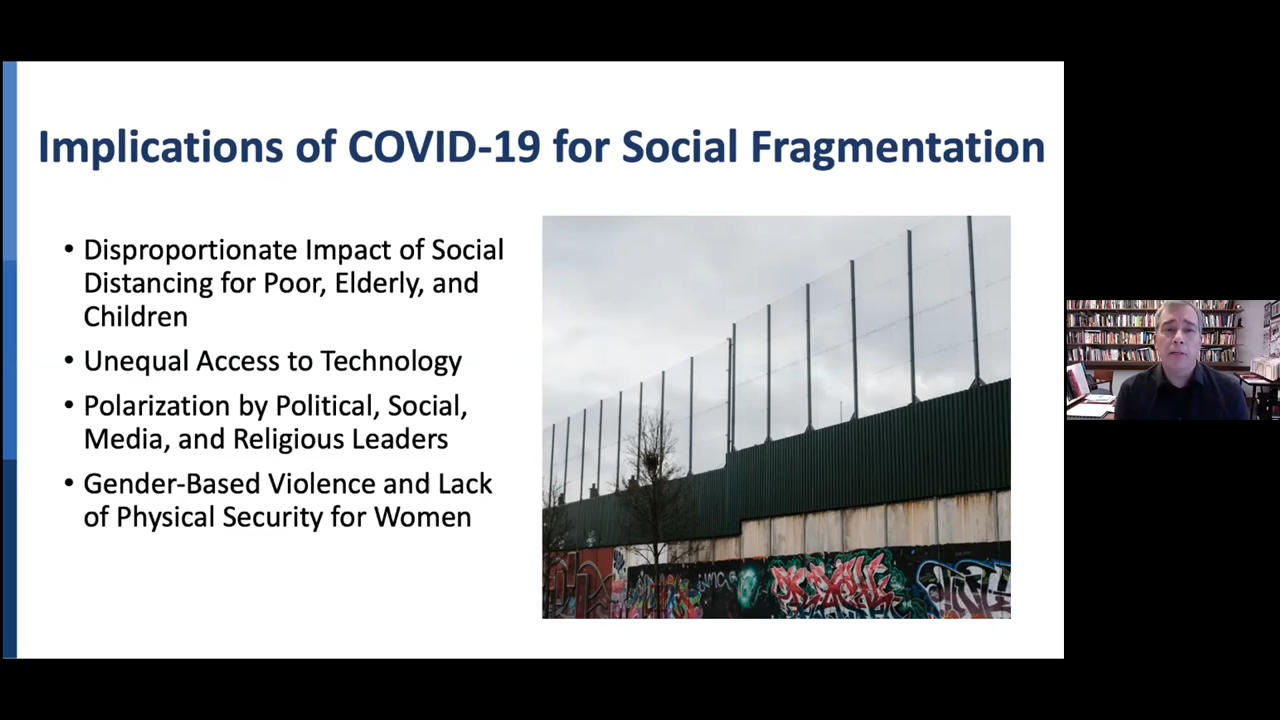 Implications of COVID-19 for Social Fragmentation
• Disproportionate Impact of Social
Distancing for Poor, Elderly, and
Children
• Unequal Access to Technology
• Polarization by Political, Social,
Media, and Religious Leaders
• Gender-Based Violence and Lack
of Physical Security for Women